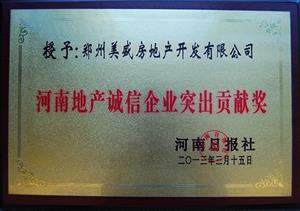 授予：郑州美盛房地产开发有限公司
河南地产诚信企业突出贡献奖
河南日报社
二〇一三年三月十五日